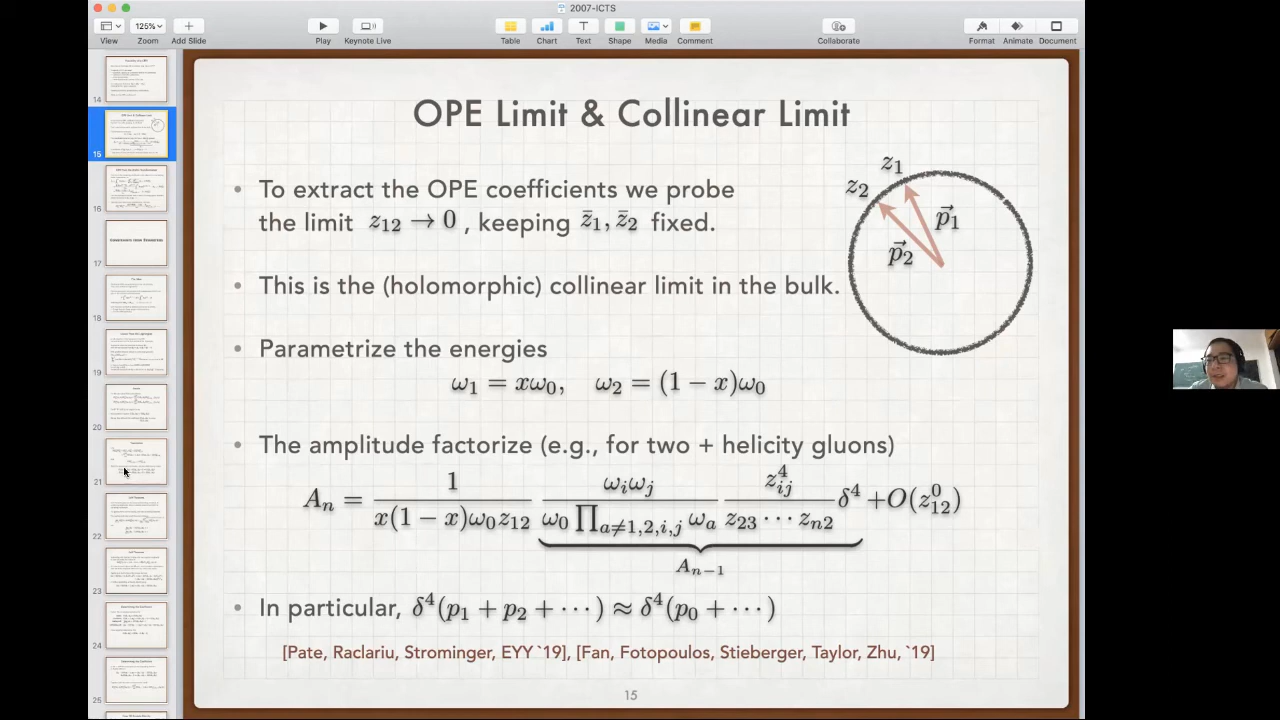 2007-ICTS
125%
View
Zoom
Add Slide
Play
Keynote Live
Table
Chart
Text
Shape
Media
Comment
Collaborate
Format
Animate
Document
14
15
16
17
18
19
20
21
22
23
24
25
OPE Limit & Collinear Limit
• To extract the OPE coefficients we probe
the limit z₁₂ → 0 , keeping z̄₁, z̄₂ fixed.
z₁
z₂
p⃗₁
p⃗₂
• This is the (holomorphic) collinear limit in the bulk.
• Parametrize the energies
ω₁ = xω₀, ω₂ = (1 − x)ω₀
• The amplitude factorize (e.g., for two + helicity gluons)
Aₙ = 1/(x(1 − x)ω₀z₁₂) ωᵢωⱼ/(ω₀ ∏_{a≠1,2,i,j} ωₐ) z⁴ᵢⱼ/(z₂₃ ··· zₙ₂) δ⁴ + O(z⁰₁₂)
Aₙ₋₁
• In particular, δ⁴(p₁ + p₂ + ···) ≈ δ⁴(p₀ + ···)
[Pate, Raclariu, Strominger, EYY `19], [Fan, Fotopoulos, Stieberger, Taylor, Zhu, `19]
15